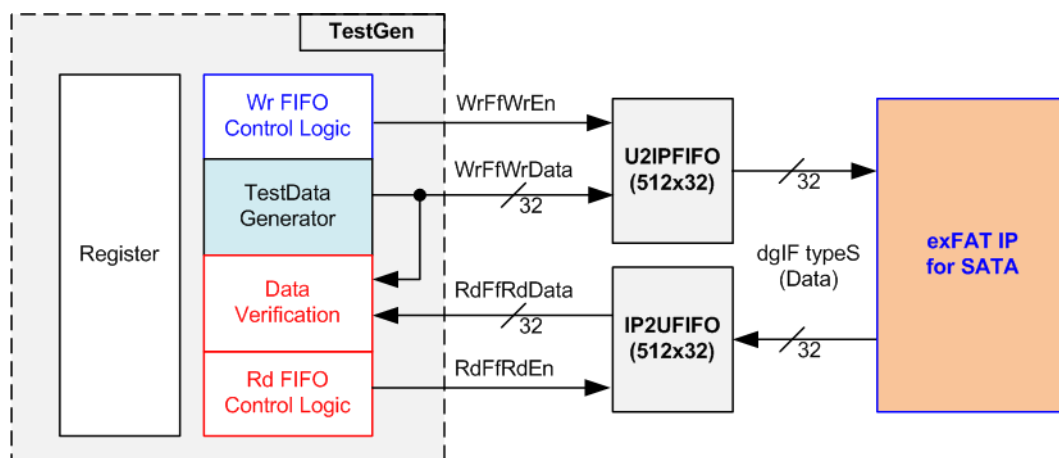 TestGen
Register
Wr FIFO
Control Logic
TestData
Generator
Data
Verification
Rd FIFO
Control Logic
WrFfWrEn
WrFfWrData
32
RdFfRdData
32
RdFfRdEn
U2IPFIFO
(512x32)
IP2UFIFO
(512x32)
32
dgIF typeS
(Data)
32
exFAT IP
for SATA